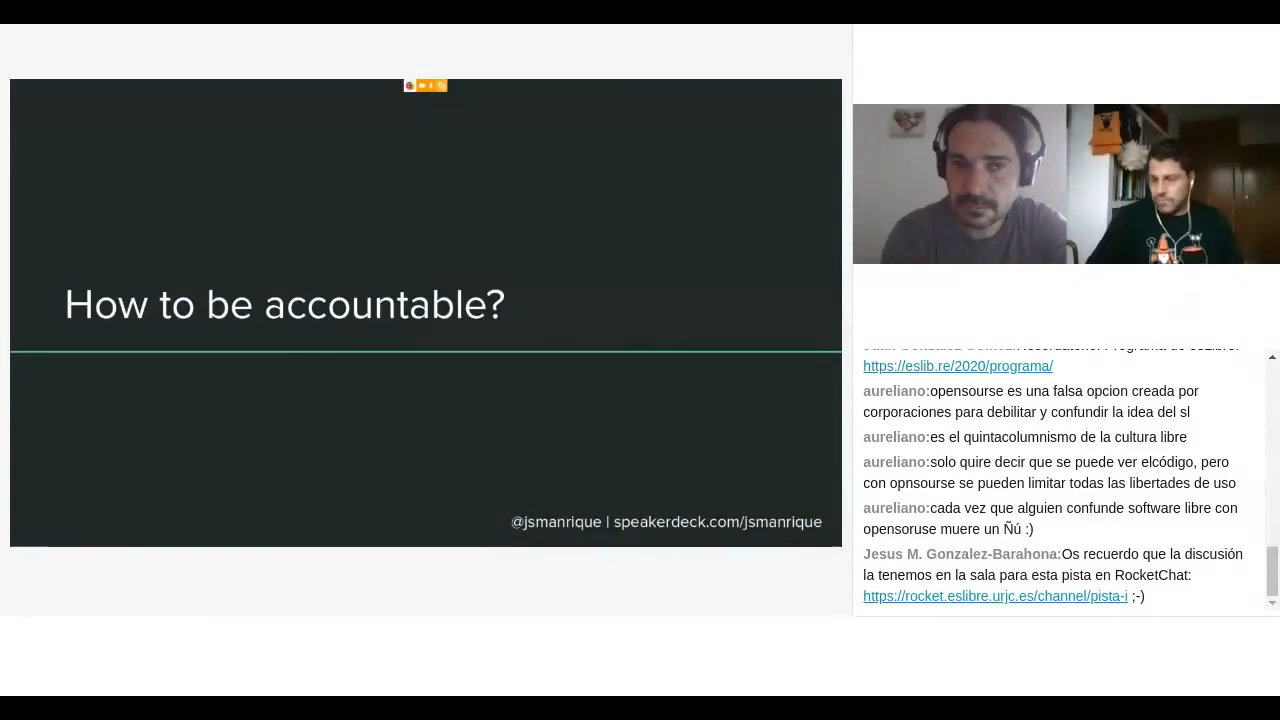 How to be accountable?
@jsmanrique | speakerdeck.com/jsmanrique
https://eslib.re/2020/programa/
aureliano:opensourse es una falsa opcion creada por
corporaciones para debilitar y confundir la idea del sl
aureliano:es el quintacolumnismo de la cultura libre
aureliano:solo quire decir que se puede ver elcódigo, pero
con opnsourse se pueden limitar todas las libertades de uso
aureliano:cada vez que alguien confunde software libre con
opensoruse muere un Ñú :)
Jesus M. Gonzalez-Barahona:Os recuerdo que la discusión
la tenemos en la sala para esta pista en RocketChat:
https://rocket.eslibre.urjc.es/channel/pista-i ;-)